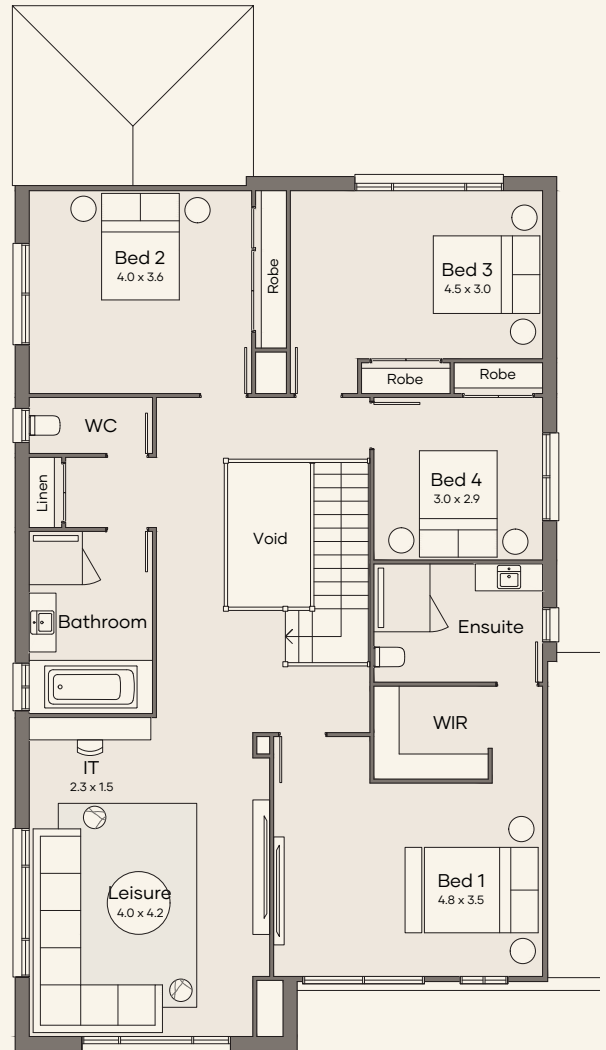 Bed 2
4.0 x 3.6
Robe
Bed 3
4.5 x 3.0
Robe
Robe
WC
Linen
Bed 4
3.0 x 2.9
Void
Bathroom
Ensuite
WIR
IT
2.3 x 1.5
Leisure
4.0 x 4.2
Bed 1
4.8 x 3.5